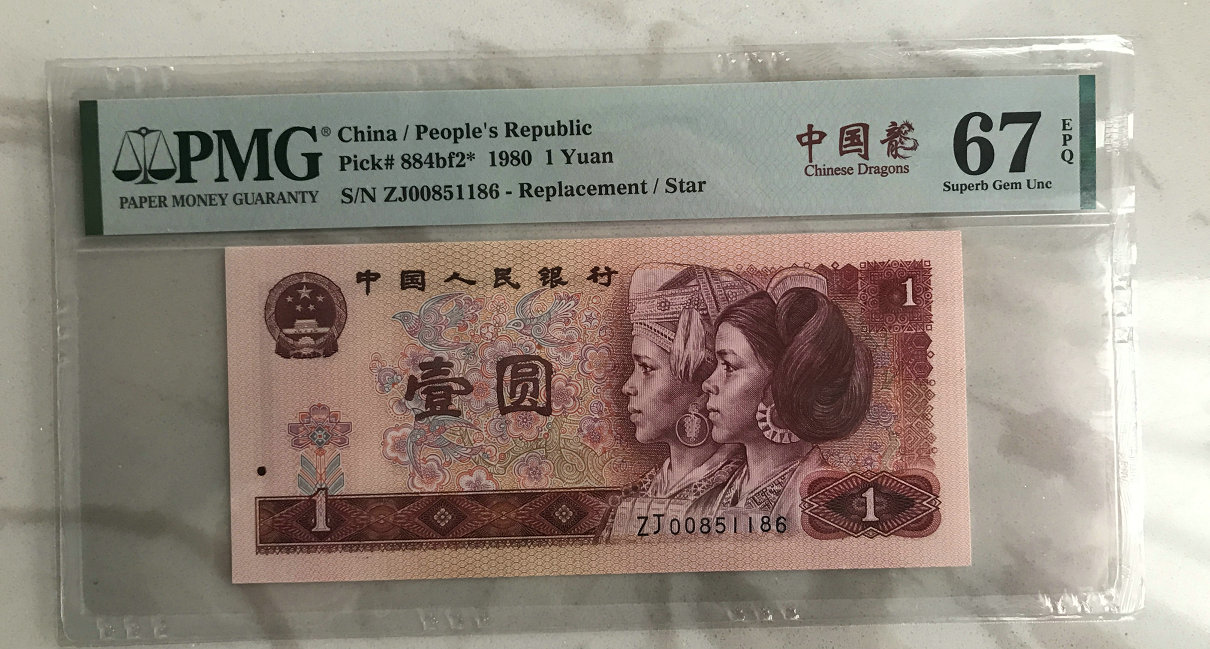 PMG®
PAPER MONEY GUARANTY
China / People's Republic
Pick# 884bf2* 1980 1 Yuan
S/N ZJ00851186 - Replacement / Star
中国龍
Chinese Dragons
67
EPQ
Superb Gem Unc
中国人民银行
1
壹圆
1
ZJ00851186
1